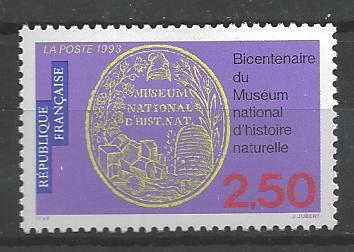 LA POSTE 1993
RÉPUBLIQUE
FRANÇAISE
MUSEUM
NATIONAL
D'HIST.NAT.
Bicentenaire
du
Muséum
national
d'histoire
naturelle
2,50
J. JUBERT